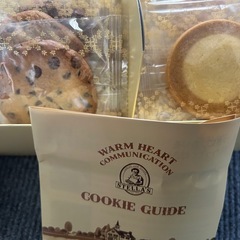 WARM HEART
COMMUNICATION
STELLA'S
COOKIE GUIDE